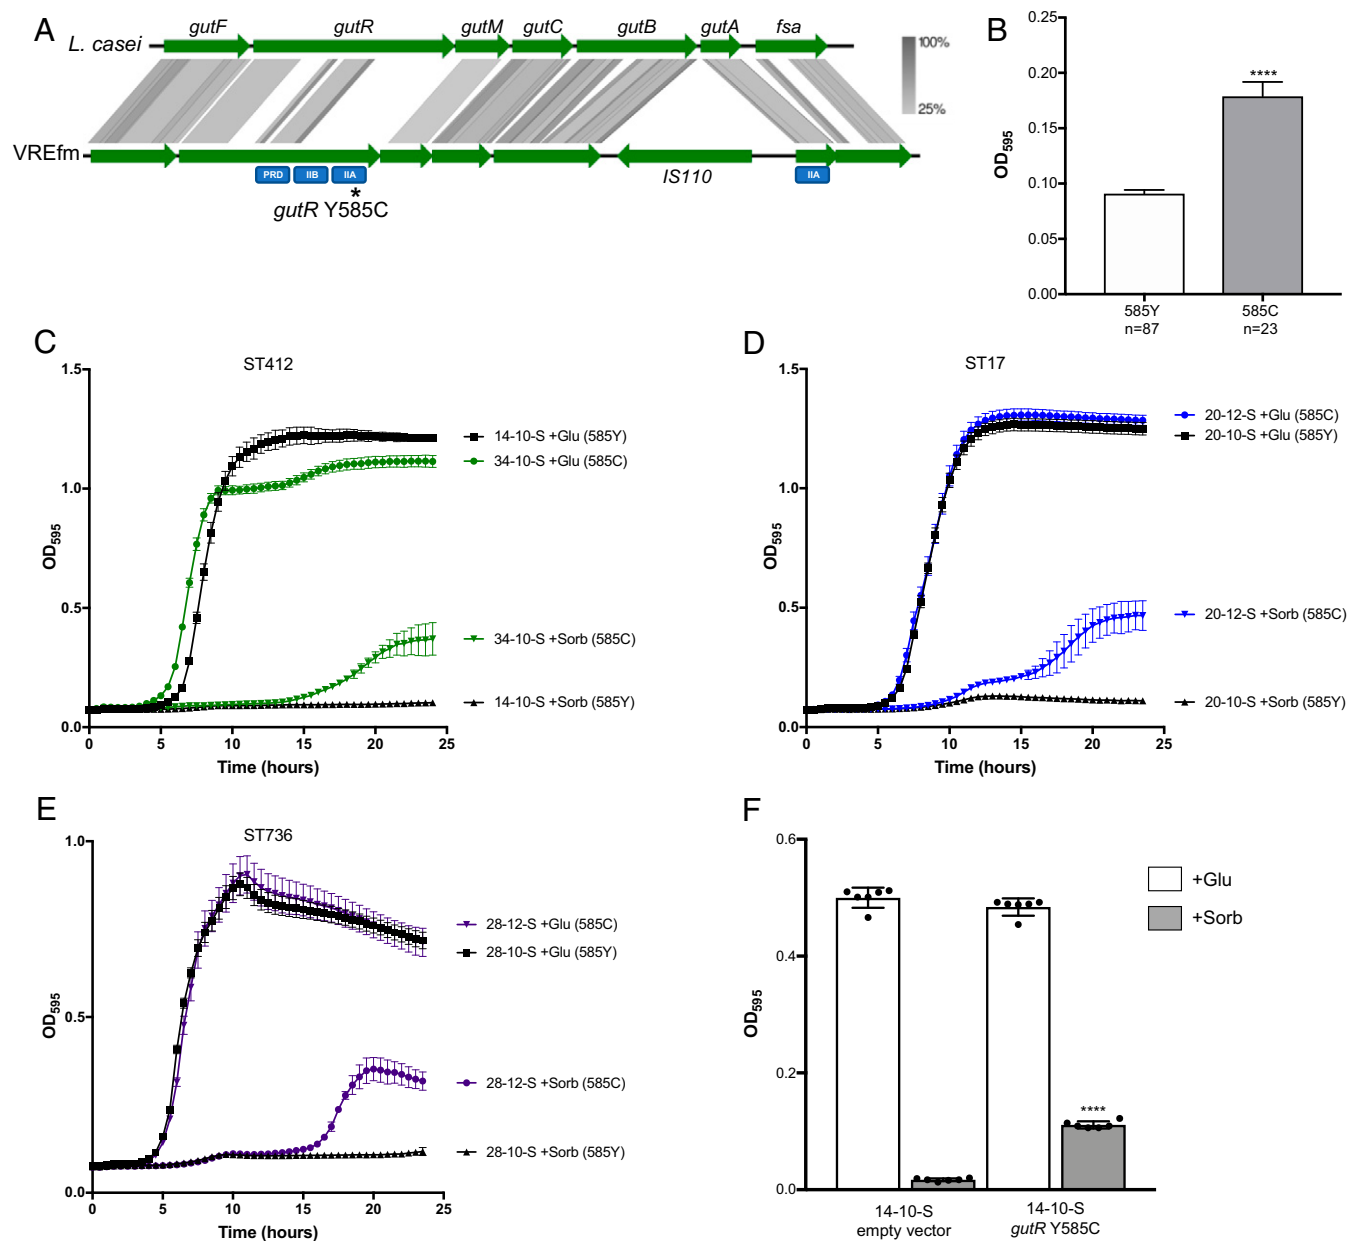 A
gutF gutR gutM gutC gutB gutA fsa
L. casei
100%
25%
VREfm
PRD IIB IIA IIA
IS110
*
gutR Y585C
B
0.25
0.20
0.15
0.10
0.05
0.00
OD595
****
585Y 585C
n=87 n=23
C
ST412
1.5
1.0
0.5
0.0
OD595
0 5 10 15 20 25
Time (hours)
14-10-S +Glu (585Y)
34-10-S +Glu (585C)
34-10-S +Sorb (585C)
14-10-S +Sorb (585Y)
D
ST17
1.5
1.0
0.5
0.0
OD595
0 5 10 15 20 25
Time (hours)
20-12-S +Glu (585C)
20-10-S +Glu (585Y)
20-12-S +Sorb (585C)
20-10-S +Sorb (585Y)
E
ST736
1.0
0.5
0.0
OD595
0 5 10 15 20 25
Time (hours)
28-12-S +Glu (585C)
28-10-S +Glu (585Y)
28-12-S +Sorb (585C)
28-10-S +Sorb (585Y)
F
0.6
0.4
0.2
0.0
OD595
+Glu
+Sorb
****
14-10-S 14-10-S
empty vector gutR Y585C